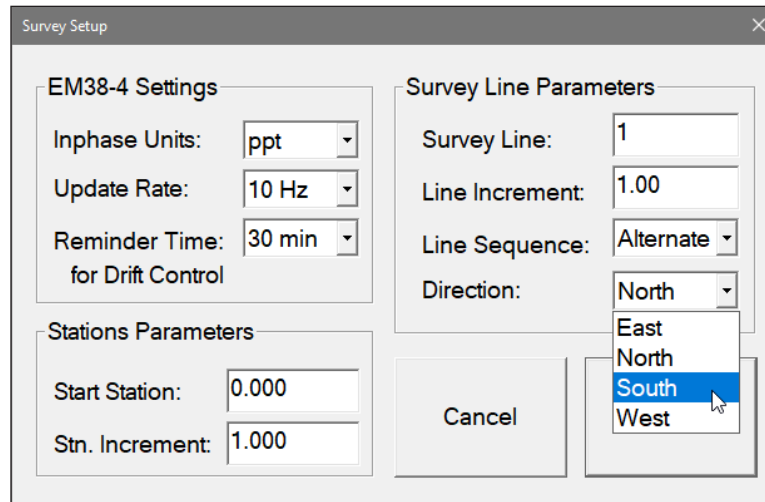 Survey Setup
EM38-4 Settings
Inphase Units: ppt
Update Rate: 10 Hz
Reminder Time: 30 min
for Drift Control
Stations Parameters
Start Station: 0.000
Stn. Increment: 1.000
Survey Line Parameters
Survey Line: 1
Line Increment: 1.00
Line Sequence: Alternate
Direction: North
East
North
South
West
Cancel